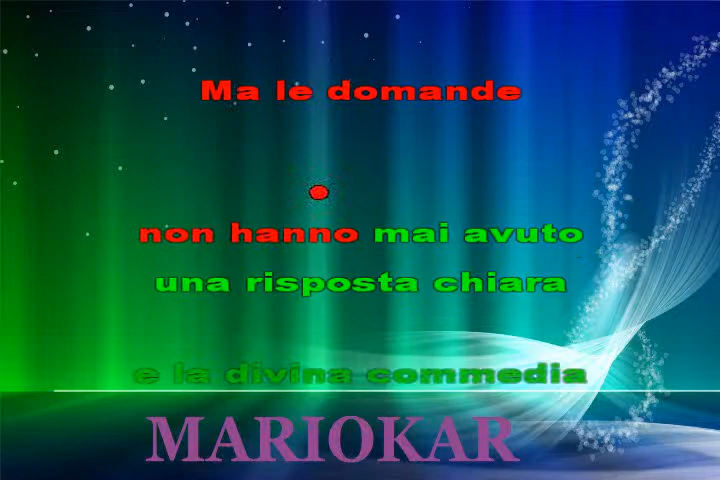 Ma le domande
non hanno mai avuto
una risposta chiara
e la divina commedia
MARIOKAR